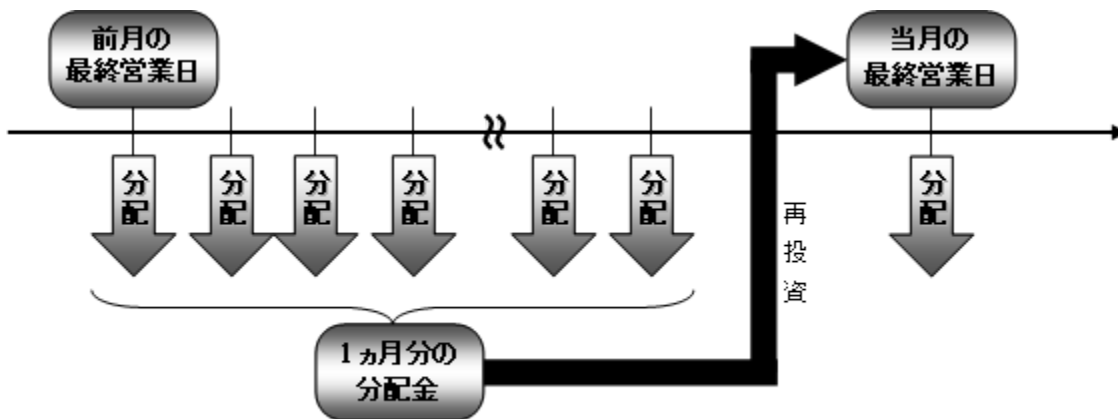 前月の
最終営業日
当月の
最終営業日
分配
分配
分配
分配
分配
分配
分配
再投資
1ヵ月分の
分配金